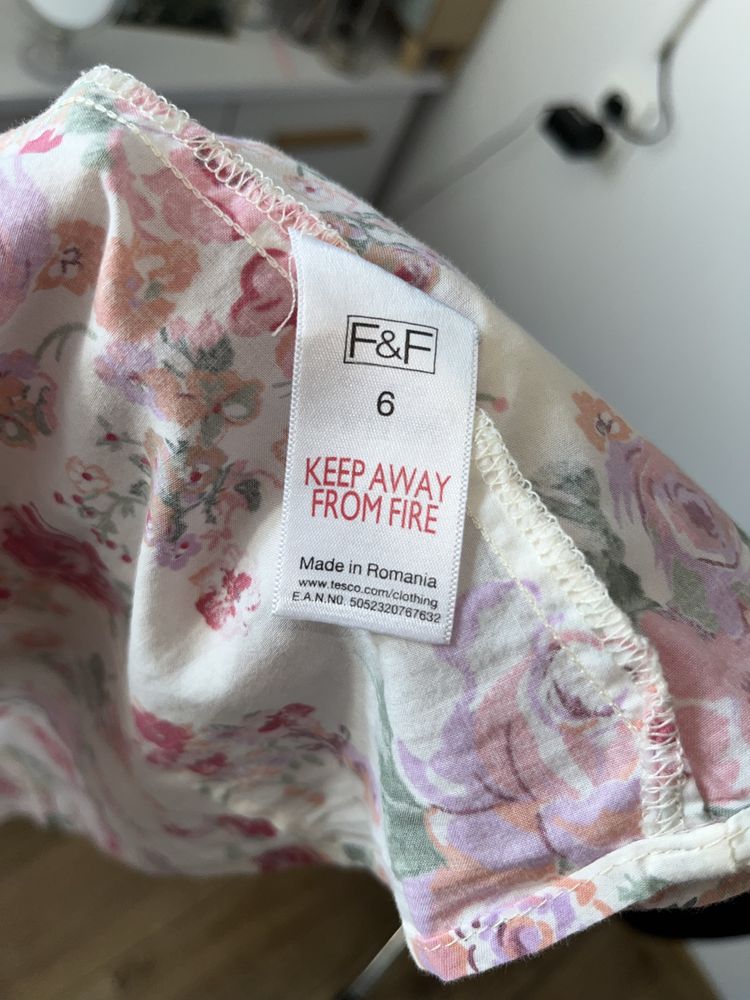 F&F
6
KEEP AWAY
FROM FIRE
Made in Romania
www.tesco.com/clothing
E.A.N.N0. 5052320767632